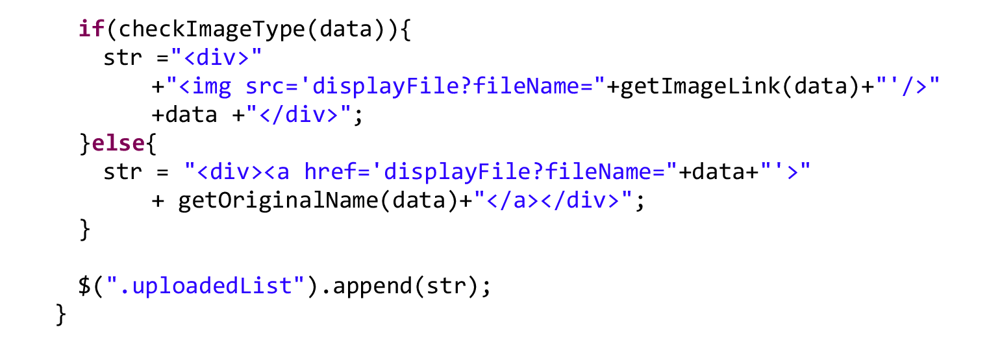 if(checkImageType(data)){
str ="<div>"
+"<img src='displayFile?fileName="+getImageLink(data)+"'/>"
+data +"</div>";
}else{
str = "<div><a href='displayFile?fileName="+data+"'>"
+ getOriginalName(data)+"</a></div>";
}
$(".uploadedList").append(str);
}